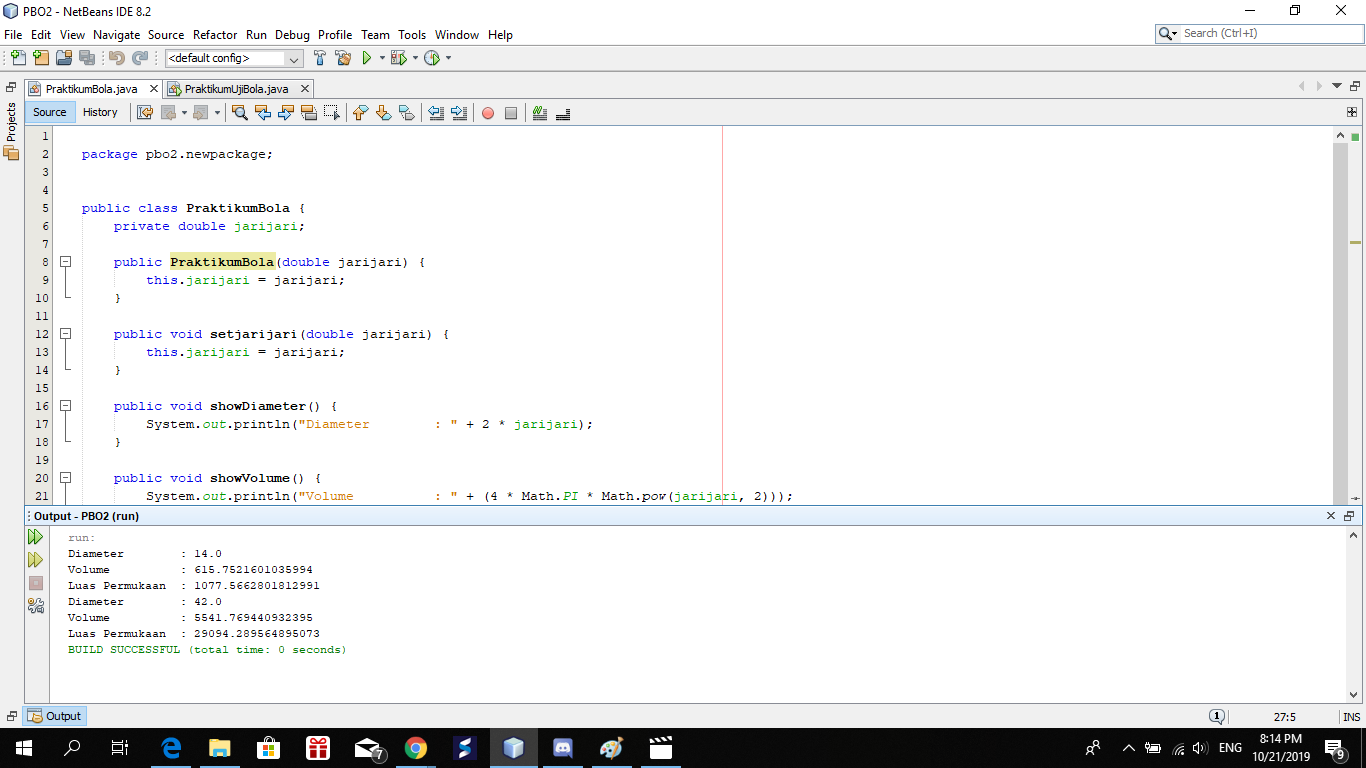 PBO2 - NetBeans IDE 8.2
File Edit View Navigate Source Refactor Run Debug Profile Team Tools Window Help
Search (Ctrl+I)
<default config>
PraktikumBola.java
PraktikumUjiBola.java
Projects
Source History
1
2 package pbo2.newpackage;
3
4
5 public class PraktikumBola {
6 private double jarijari;
7
8 public PraktikumBola(double jarijari) {
9 this.jarijari = jarijari;
10 }
11
12 public void setjarijari(double jarijari) {
13 this.jarijari = jarijari;
14 }
15
16 public void showDiameter() {
17 System.out.println("Diameter        : " + 2 * jarijari);
18 }
19
20 public void showVolume() {
21 System.out.println("Volume          : " + (4 * Math.PI * Math.pow(jarijari, 2)));
Output - PBO2 (run)
run:
Diameter        : 14.0
Volume          : 615.7521601035994
Luas Permukaan  : 1077.5662801812991
Diameter        : 42.0
Volume          : 5541.769440932395
Luas Permukaan  : 29094.289564895073
BUILD SUCCESSFUL (total time: 0 seconds)
Output
1
27:5
INS
7
ENG
8:14 PM
10/21/2019
9